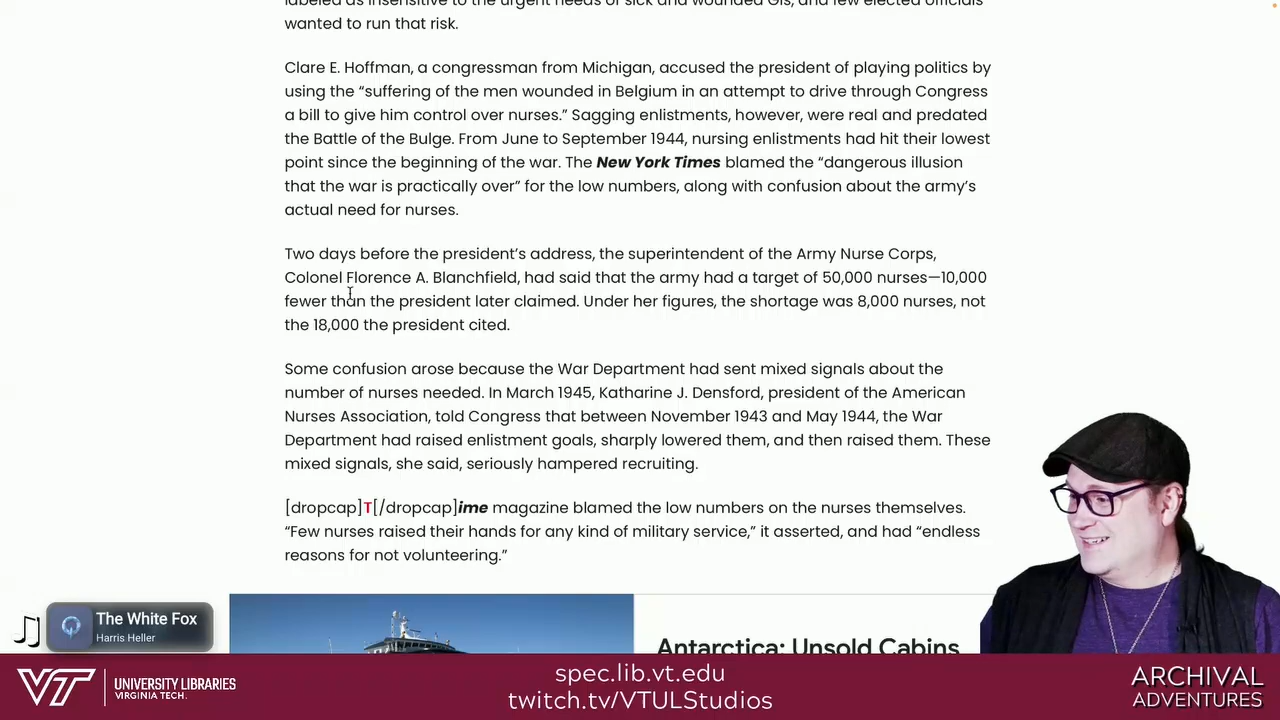 labeled as insensitive to the urgent needs of sick and wounded GIs, and few elected officials
wanted to run that risk.
Clare E. Hoffman, a congressman from Michigan, accused the president of playing politics by
using the “suffering of the men wounded in Belgium in an attempt to drive through Congress
a bill to give him control over nurses.” Sagging enlistments, however, were real and predated
the Battle of the Bulge. From June to September 1944, nursing enlistments had hit their lowest
point since the beginning of the war. The New York Times blamed the “dangerous illusion
that the war is practically over” for the low numbers, along with confusion about the army’s
actual need for nurses.
Two days before the president’s address, the superintendent of the Army Nurse Corps,
Colonel Florence A. Blanchfield, had said that the army had a target of 50,000 nurses—10,000
fewer than the president later claimed. Under her figures, the shortage was 8,000 nurses, not
the 18,000 the president cited.
Some confusion arose because the War Department had sent mixed signals about the
number of nurses needed. In March 1945, Katharine J. Densford, president of the American
Nurses Association, told Congress that between November 1943 and May 1944, the War
Department had raised enlistment goals, sharply lowered them, and then raised them. These
mixed signals, she said, seriously hampered recruiting.
[dropcap]T[/dropcap]ime magazine blamed the low numbers on the nurses themselves.
“Few nurses raised their hands for any kind of military service,” it asserted, and had “endless
reasons for not volunteering.”
Antarctica: Unsold Cabins
The White Fox
Harris Heller
VT UNIVERSITY LIBRARIES
VIRGINIA TECH.
spec.lib.vt.edu
twitch.tv/VTULStudios
ARCHIVAL
ADVENTURES